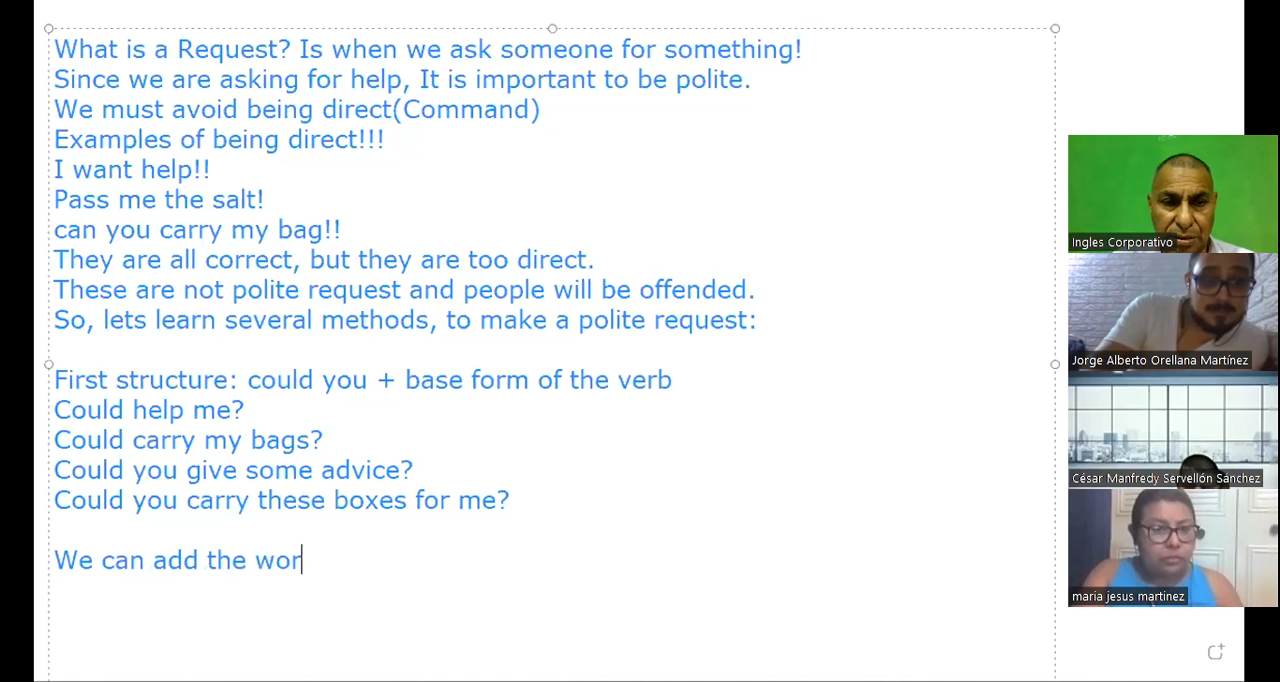 What is a Request? Is when we ask someone for something!
Since we are asking for help, It is important to be polite.
We must avoid being direct(Command)
Examples of being direct!!!
I want help!!
Pass me the salt!
can you carry my bag!!
They are all correct, but they are too direct.
These are not polite request and people will be offended.
So, lets learn several methods, to make a polite request:
First structure: could you + base form of the verb
Could help me?
Could carry my bags?
Could you give some advice?
Could you carry these boxes for me?
We can add the wor
Ingles Corporativo
Jorge Alberto Orellana Martínez
César Manfredy Servellón Sánchez
maria jesus martinez